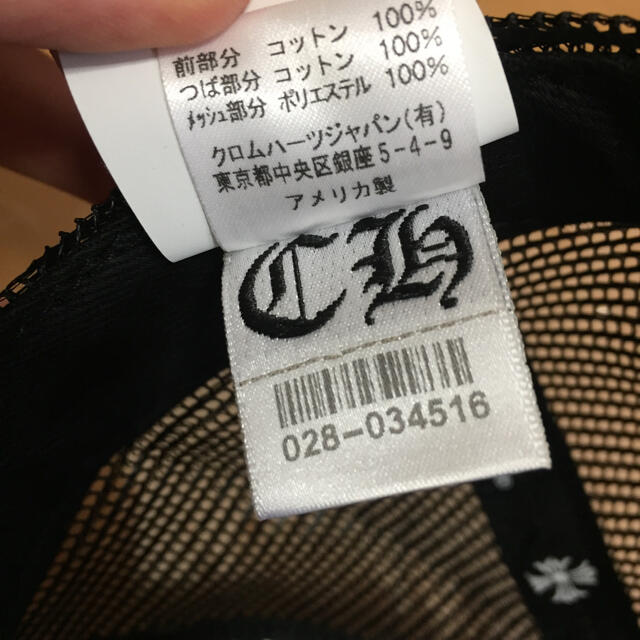 前部分 コットン 100%
つば部分 コットン 100%
メッシュ部分 ポリエステル 100%
クロムハーツジャパン(有)
東京都中央区銀座5-4-9
アメリカ製
CH
028-034516